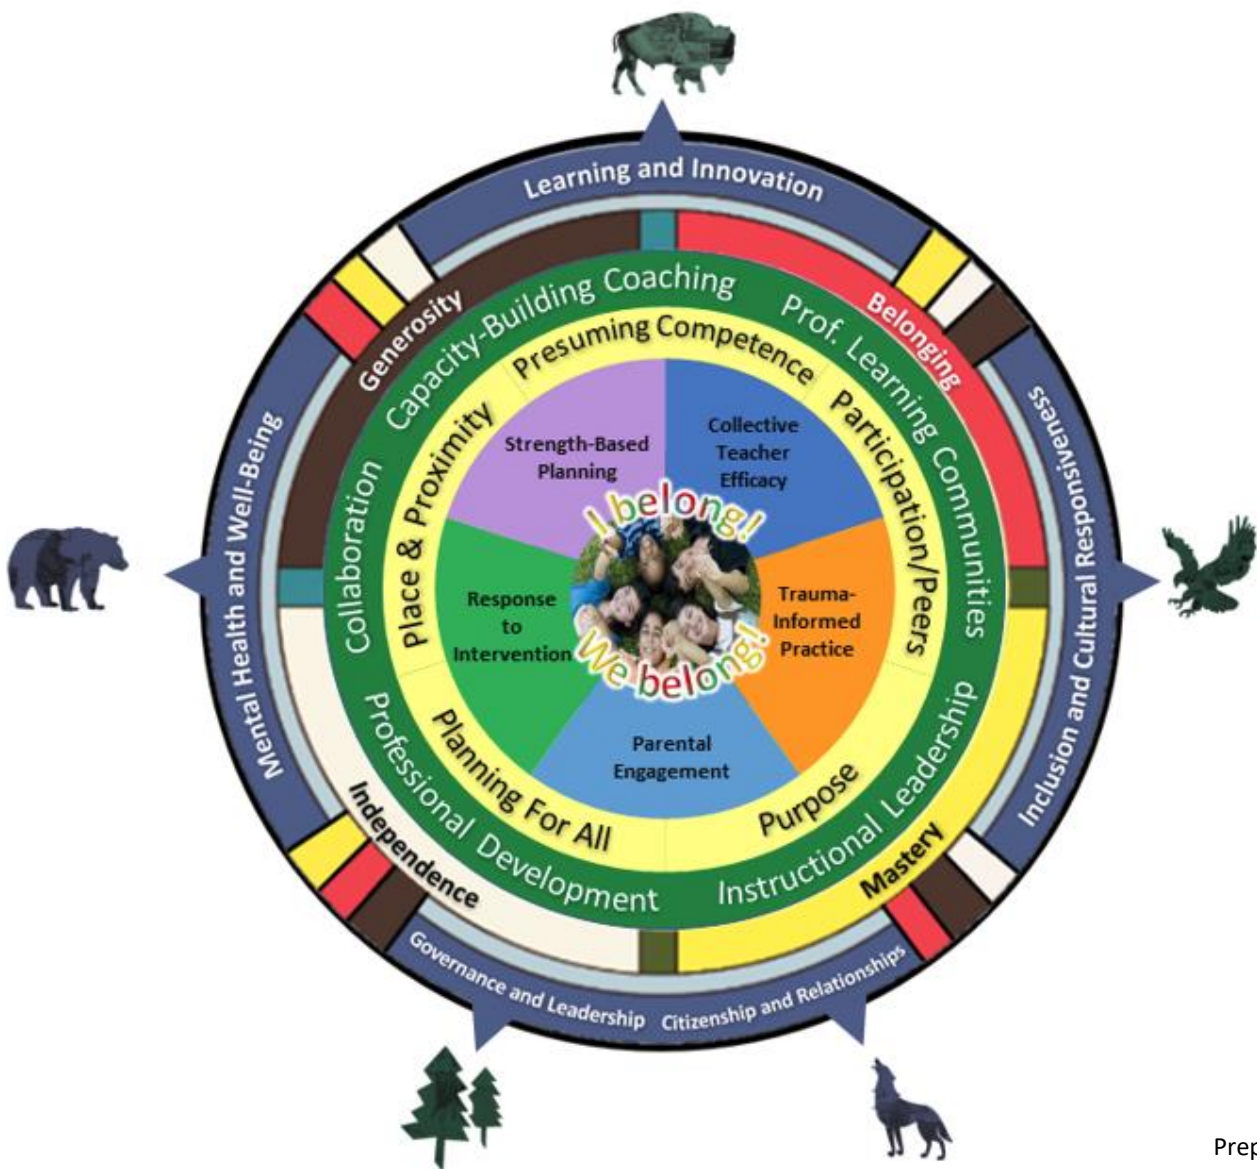 Learning and Innovation
Inclusion and Cultural Responsiveness
Citizenship and Relationships
Governance and Leadership
Mental Health and Well-Being
Generosity
Belonging
Mastery
Independence
Capacity-Building Coaching
Prof. Learning Communities
Instructional Leadership
Professional Development
Collaboration
Presuming Competence
Participation/Peers
Purpose
Planning For All
Place & Proximity
Strength-Based
Planning
Collective
Teacher
Efficacy
Trauma-
Informed
Practice
Parental
Engagement
Response
to
Intervention
I belong!
We belong!
Prep